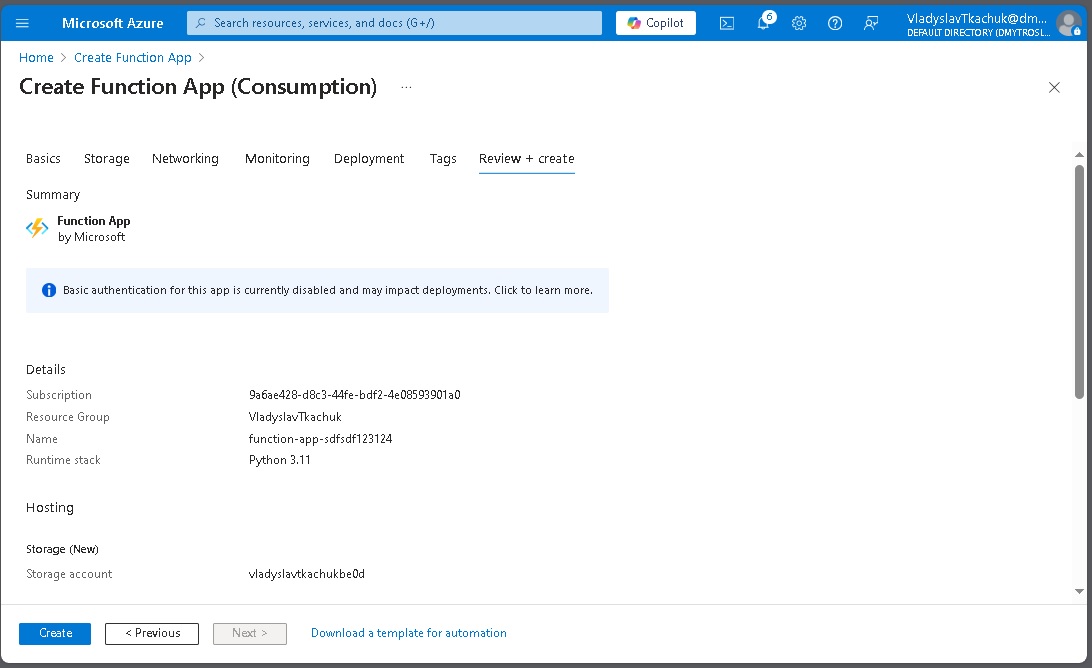 Microsoft Azure
Search resources, services, and docs (G+/)
Copilot
6
VladyslavTkachuk@dm...
DEFAULT DIRECTORY (DMYTROSL...
Home > Create Function App >
Create Function App (Consumption) ...
Basics Storage Networking Monitoring Deployment Tags Review + create
Summary
Function App
by Microsoft
Basic authentication for this app is currently disabled and may impact deployments. Click to learn more.
Details
Subscription 9a6ae428-d8c3-44fe-bdf2-4e08593901a0
Resource Group VladyslavTkachuk
Name function-app-sdfsdf123124
Runtime stack Python 3.11
Hosting
Storage (New)
Storage account vladyslavtkachukbe0d
Create < Previous Next > Download a template for automation